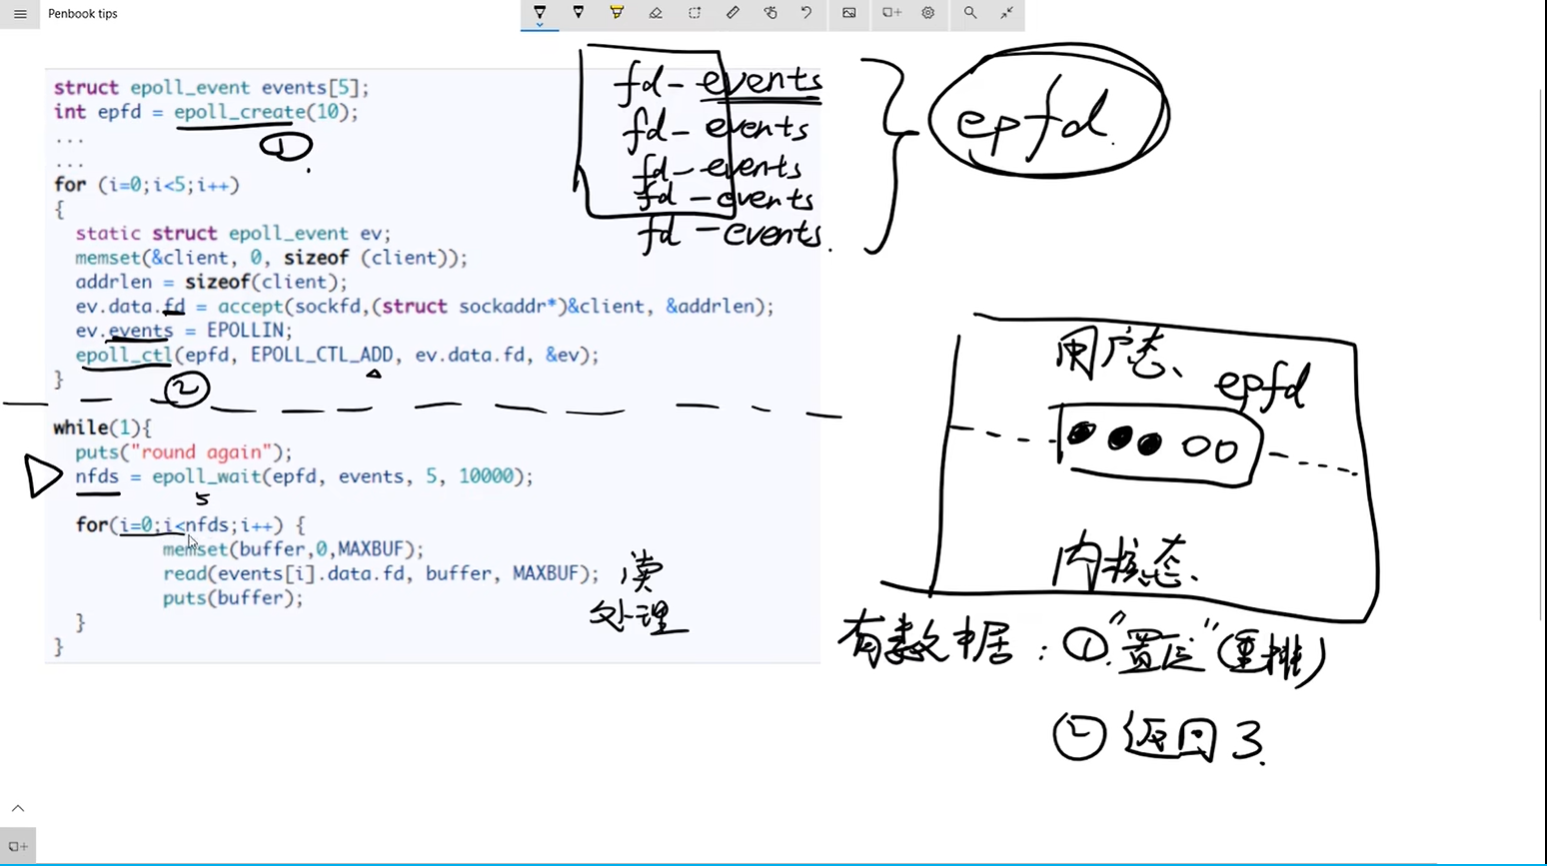 Penbook tips
struct epoll_event events[5];
int epfd = epoll_create(10);
①
...
...
for (i=0;i<5;i++)
{
static struct epoll_event ev;
memset(&client, 0, sizeof (client));
addrlen = sizeof(client);
ev.data.fd = accept(sockfd,(struct sockaddr*)&client, &addrlen);
ev.events = EPOLLIN;
epoll_ctl(epfd, EPOLL_CTL_ADD, ev.data.fd, &ev);
}
②
while(1){
puts("round again");
nfds = epoll_wait(epfd, events, 5, 10000);
5
for(i=0;i<nfds;i++) {
memset(buffer,0,MAXBUF);
read(events[i].data.fd, buffer, MAXBUF);
puts(buffer);
}
}
读
处理
fd - events
fd - events
fd - events
fd - events
fd - events.
epfd
用户态、
epfd
内核态.
有数据：①"置位"(重排)
② 返回 3.